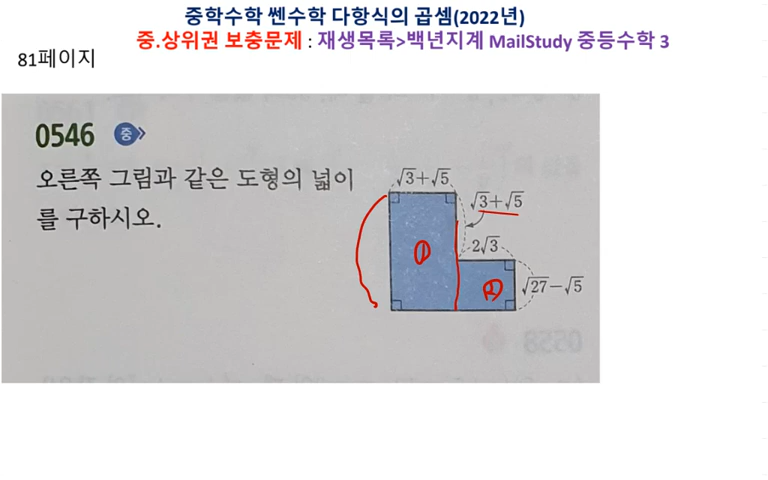 중학수학 쎈수학 다항식의 곱셈(2022년)
중.상위권 보충문제 : 재생목록>백년지계 MailStudy 중등수학 3
81페이지
0546 중
오른쪽 그림과 같은 도형의 넓이
를 구하시오.
√3+√5
√3+√5
2√3
①
②
√27−√5